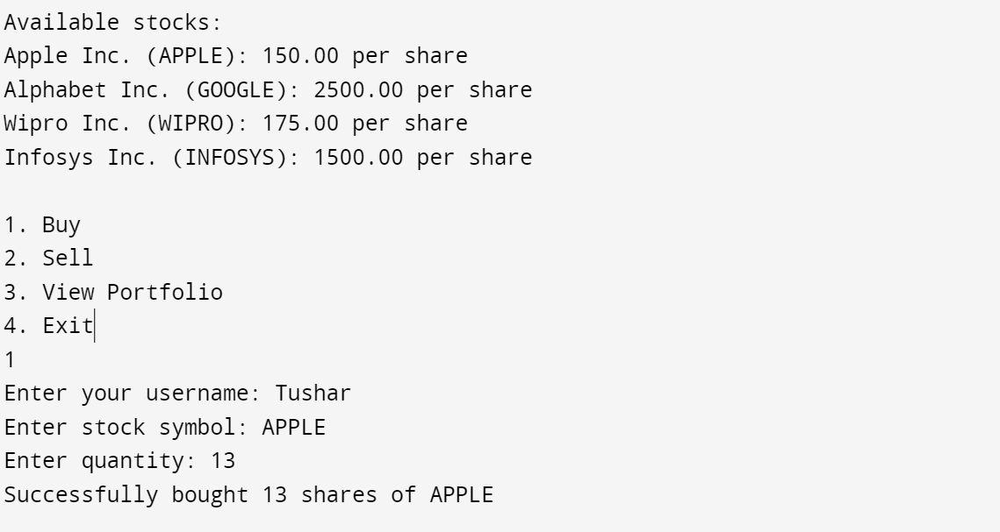 Available stocks:
Apple Inc. (APPLE): 150.00 per share
Alphabet Inc. (GOOGLE): 2500.00 per share
Wipro Inc. (WIPRO): 175.00 per share
Infosys Inc. (INFOSYS): 1500.00 per share
1. Buy
2. Sell
3. View Portfolio
4. Exit
1
Enter your username: Tushar
Enter stock symbol: APPLE
Enter quantity: 13
Successfully bought 13 shares of APPLE